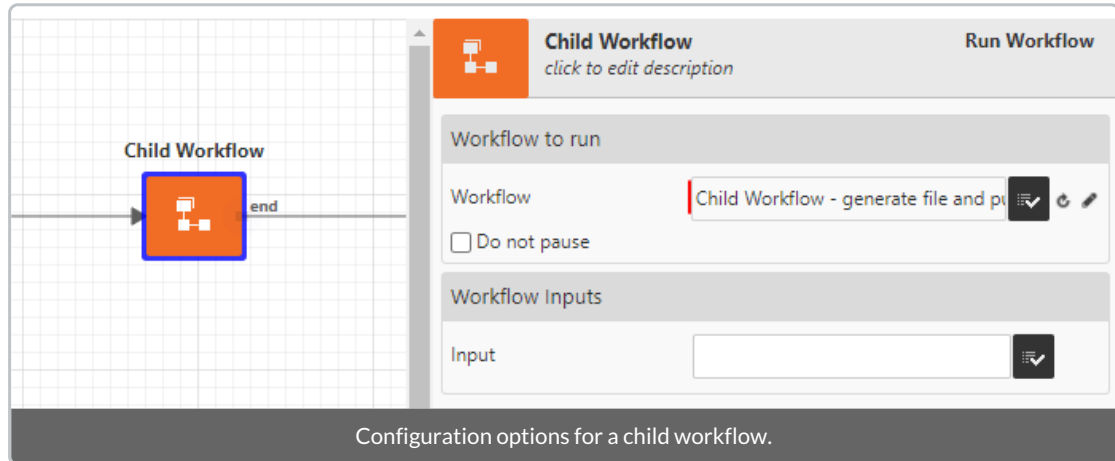 Child Workflow
end
Child Workflow Run Workflow
click to edit description
Workflow to run
Workflow Child Workflow - generate file and
Do not pause
Workflow Inputs
Input
Configuration options for a child workflow.